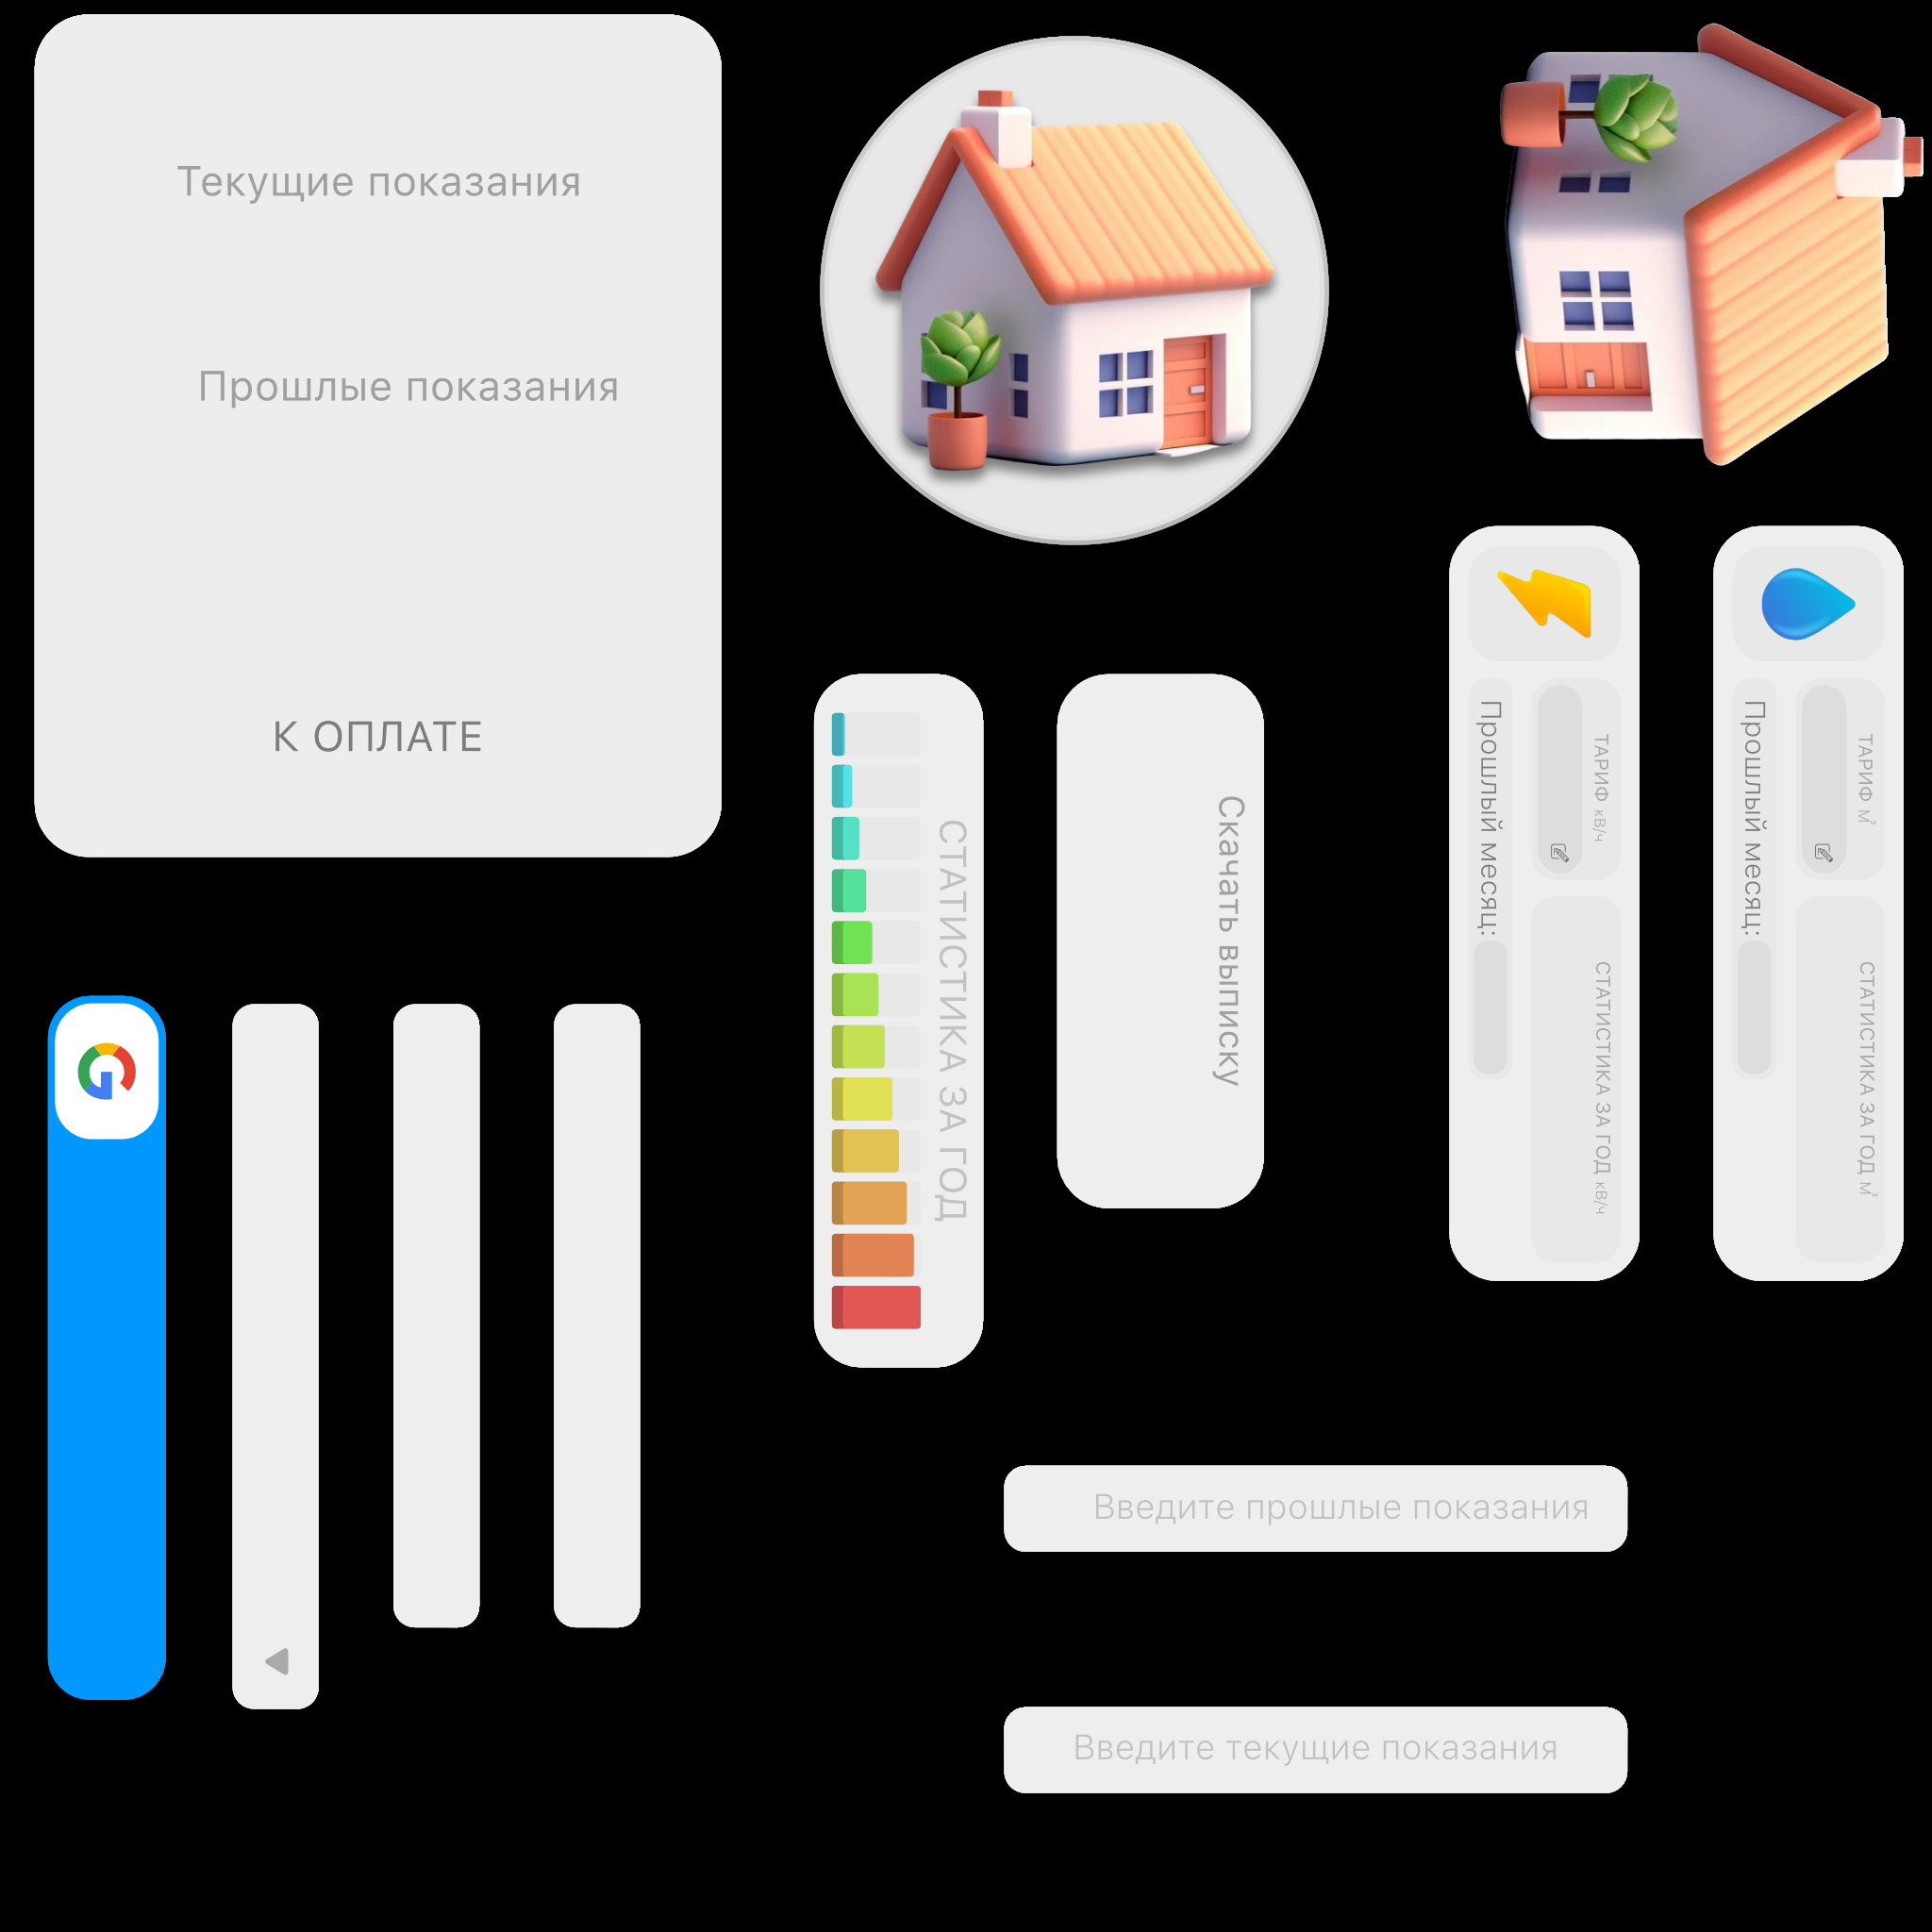 Текущие показания
Прошлые показания
К ОПЛАТЕ
СТАТИСТИКА ЗА ГОД
Скачать выписку
ТАРИФ кВ/ч
Прошлый месяц:
СТАТИСТИКА ЗА ГОД кВ/ч
ТАРИФ м³
Прошлый месяц:
СТАТИСТИКА ЗА ГОД м³
Введите прошлые показания
Введите текущие показания